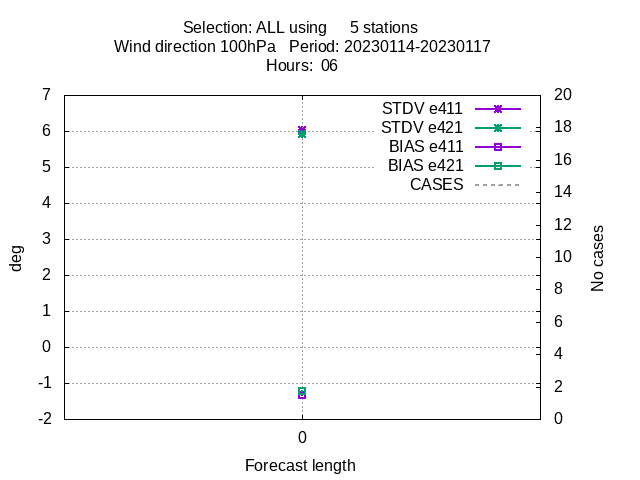 Selection: ALL using     5 stations
Wind direction 100hPa   Period: 20230114-20230117
Hours:  06
7
6
5
4
3
2
1
0
-1
-2
deg
STDV e411
STDV e421
BIAS e411
BIAS e421
CASES
20
18
16
14
12
10
8
6
4
2
0
No cases
0
Forecast length